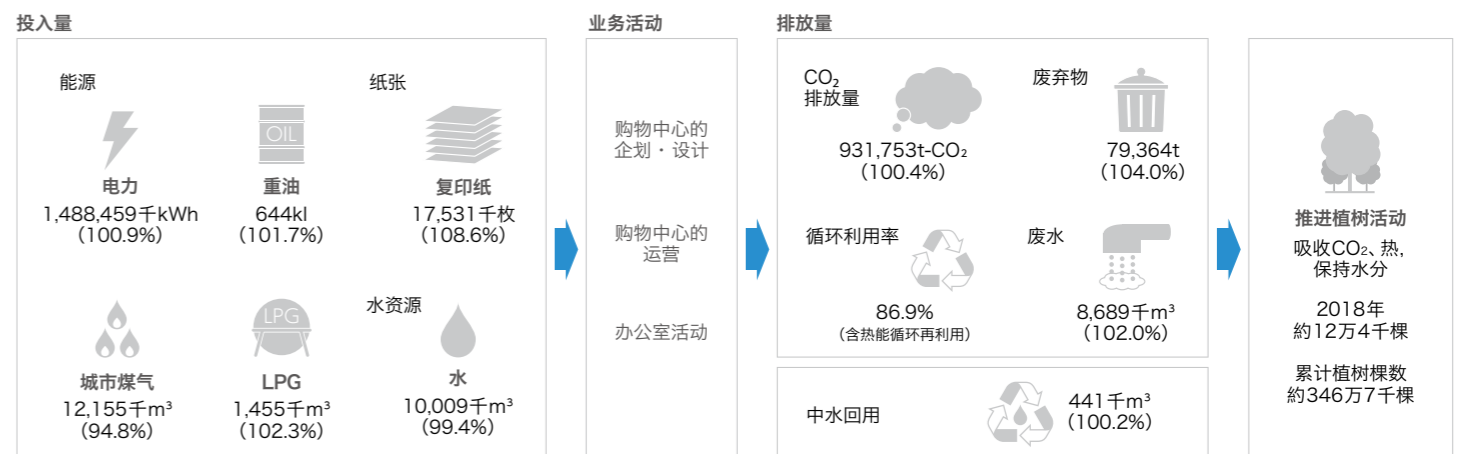 投入量
能源
电力
1,488,459千kWh
(100.9%)
OIL
重油
644kl
(101.7%)
纸张
复印纸
17,531千枚
(108.6%)
城市煤气
12,155千m³
(94.8%)
LPG
LPG
1,455千m³
(102.3%)
水资源
水
10,009千m³
(99.4%)
业务活动
购物中心的
企划・设计
购物中心的
运营
办公室活动
排放量
CO₂
排放量
931,753t-CO₂
(100.4%)
废弃物
79,364t
(104.0%)
循环利用率
86.9%
(含热能循环再利用)
废水
8,689千m³
(102.0%)
中水回用
441千m³
(100.2%)
推进植树活动
吸收CO₂、热,
保持水分
2018年
約12万4千棵
累计植树棵数
約346万7千棵